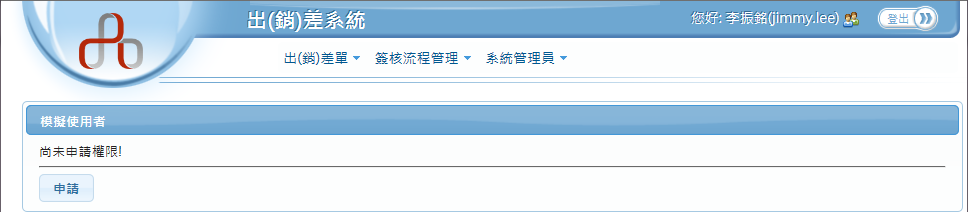 出(銷)差系統
您好: 李振銘(jimmy.lee)
登出
出(銷)差單 簽核流程管理 系統管理員
模擬使用者
尚未申請權限!
申請